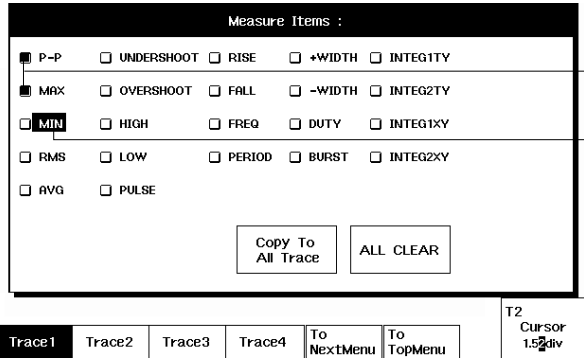 Measure Items :
P-P UNDERSHOOT RISE +WIDTH INTEG1TY
MAX OVERSHOOT FALL -WIDTH INTEG2TY
MIN HIGH FREQ DUTY INTEG1XY
RMS LOW PERIOD BURST INTEG2XY
AVG PULSE
Copy To
All Trace
ALL CLEAR
T2
Cursor
1.52div
Trace1 Trace2 Trace3 Trace4
To
NextMenu
To
TopMenu